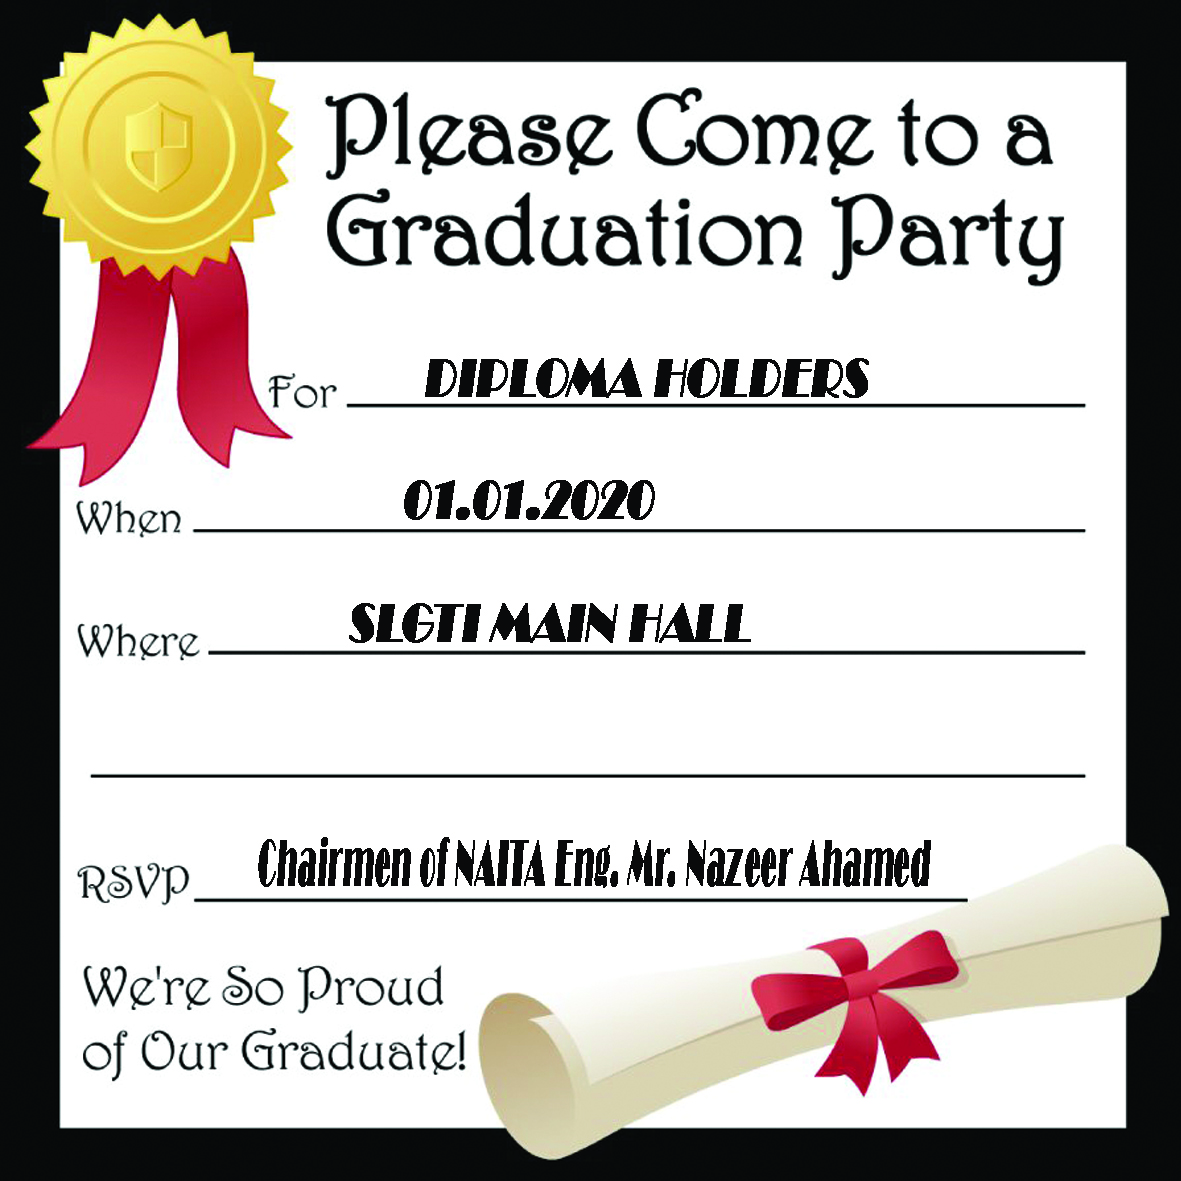 Please Come to a
Graduation Party
For DIPLOMA HOLDERS
When 01.01.2020
Where SLGTI MAIN HALL
RSVP Chairmen of NAITA Eng. Mr. Nazeer Ahamed
We're So Proud
of Our Graduate!